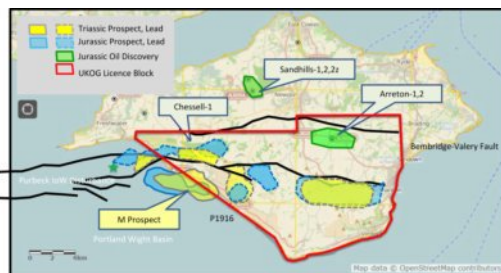 Triassic Prospect, Lead
Jurassic Prospect, Lead
Jurassic Oil Discovery
UKOG Licence Block
Sandhills-1,2,2z
Arreton-1,2
Chessell-1
Bembridge-Valery Fault
M Prospect
P1916
Portland Wight Basin
Map data © OpenStreetMap contributors